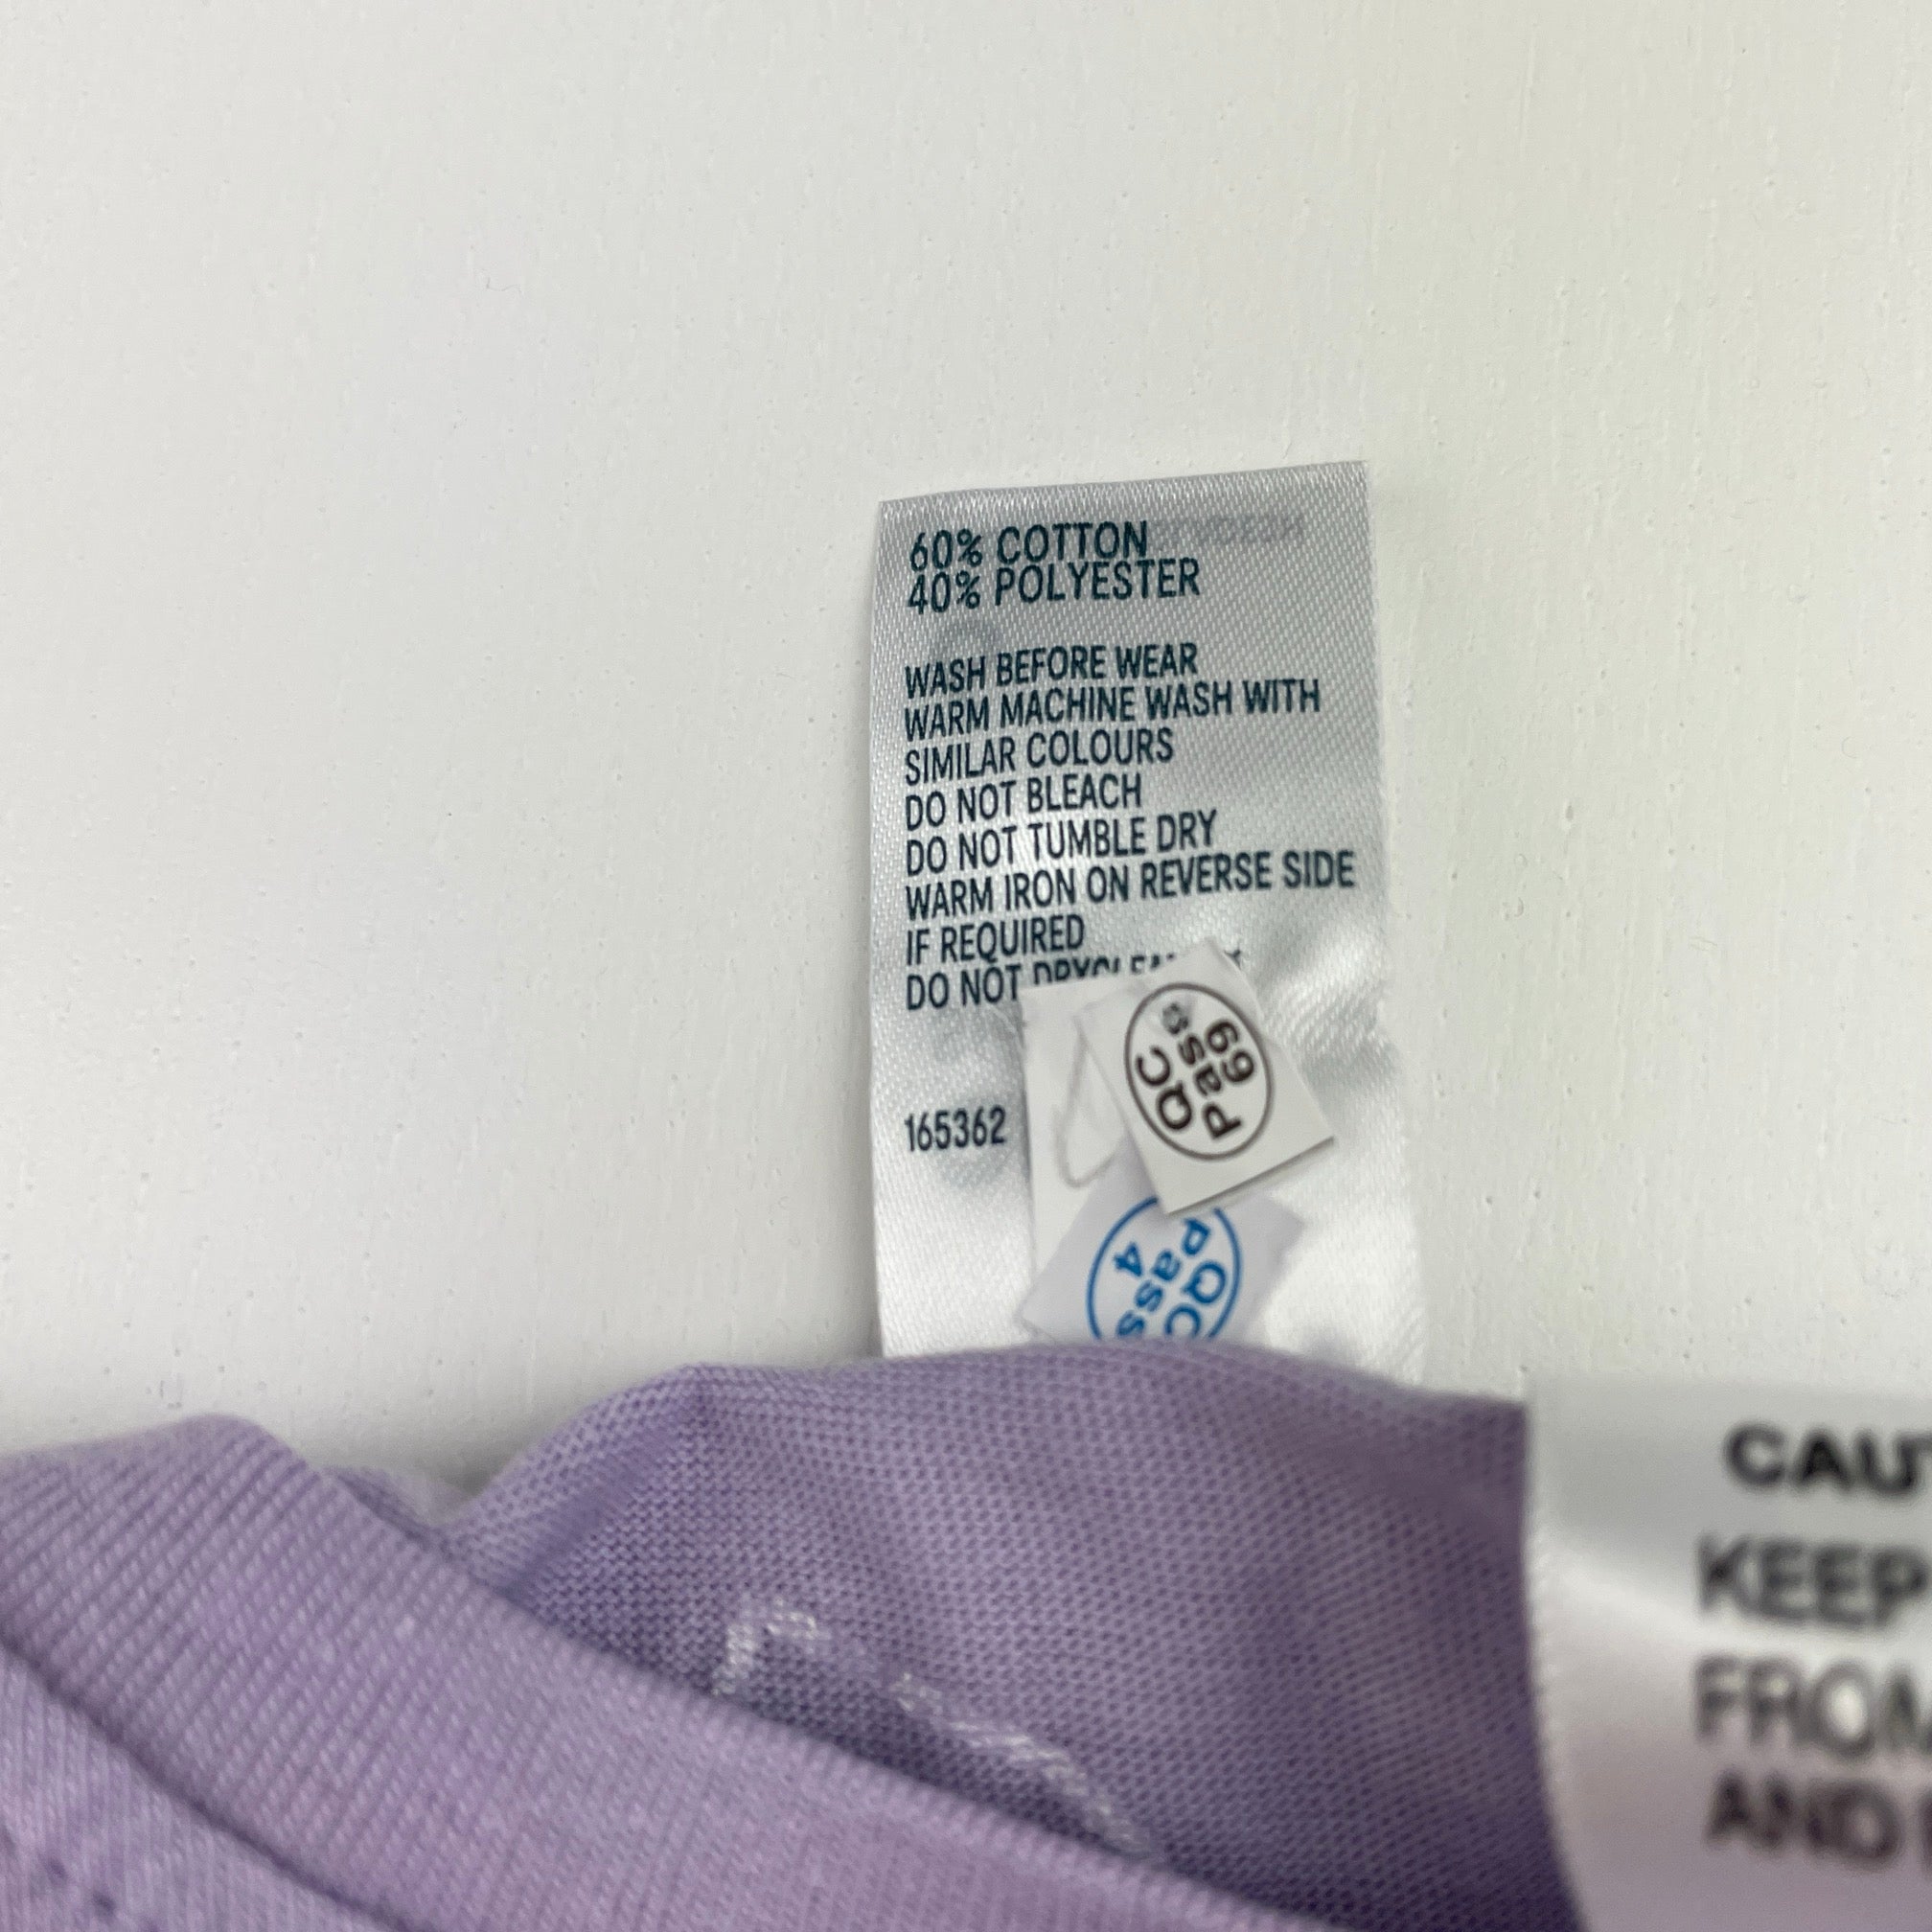 60% COTTON
40% POLYESTER
WASH BEFORE WEAR
WARM MACHINE WASH WITH
SIMILAR COLOURS
DO NOT BLEACH
DO NOT TUMBLE DRY
WARM IRON ON REVERSE SIDE
IF REQUIRED
DO NOT
165362
QC
Pass
69
QC
Pass
4
KEEP
FROM
AND